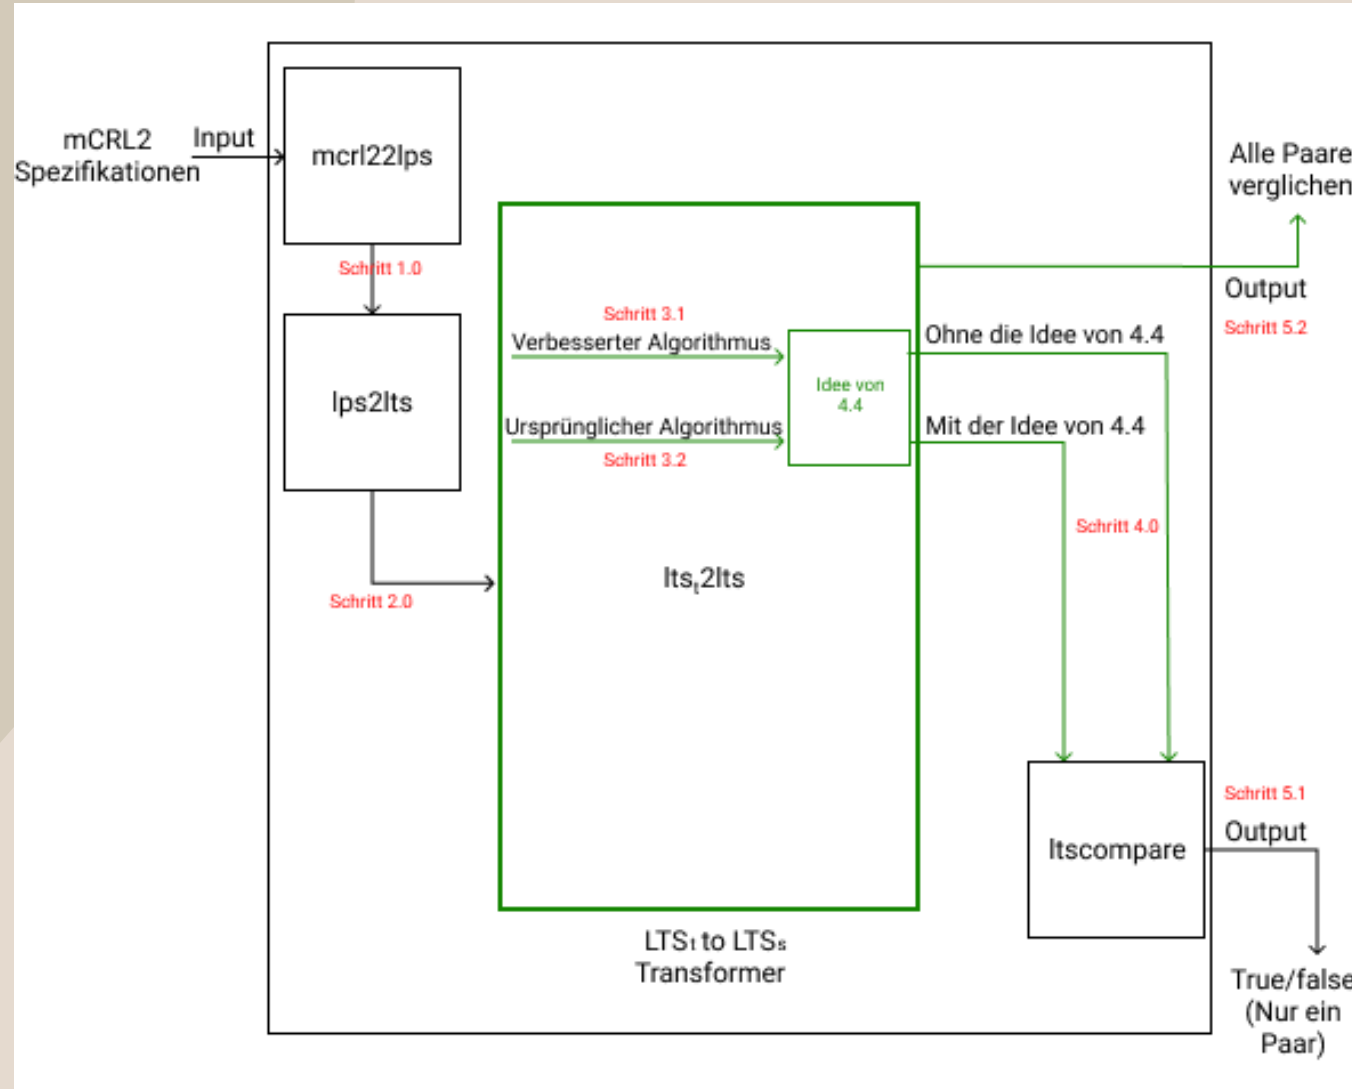 mCRL2
Spezifikationen
Input
mcrl22lps
Schritt 1.0
lps2lts
Schritt 2.0
Schritt 3.1
Verbesserter Algorithmus
Ursprünglicher Algorithmus
Schritt 3.2
Idee von
4.4
ltsₜ2lts
LTSₜ to LTSₛ
Transformer
Ohne die Idee von 4.4
Mit der Idee von 4.4
Schritt 4.0
ltscompare
Alle Paare
verglichen
Output
Schritt 5.2
Schritt 5.1
Output
True/false
(Nur ein
Paar)